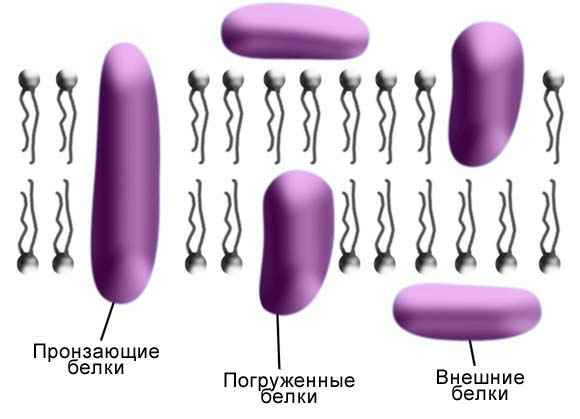 Пронзающие
белки
Погруженные
белки
Внешние
белки